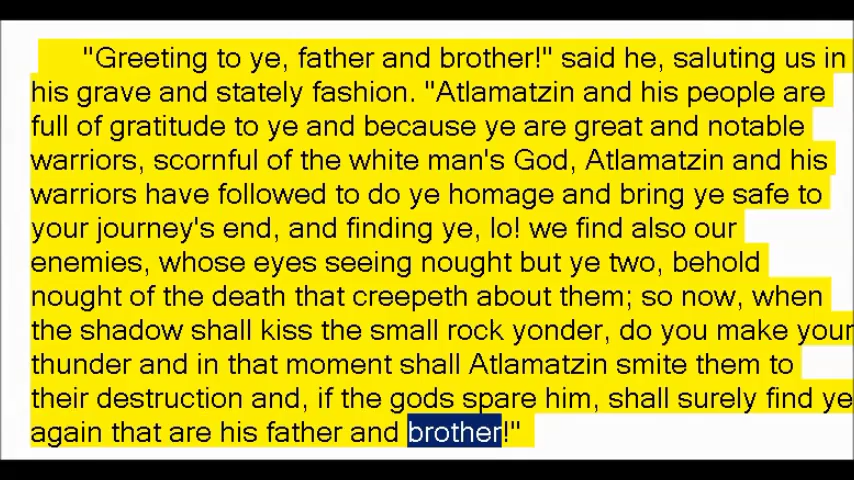 "Greeting to ye, father and brother!" said he, saluting us in
his grave and stately fashion. "Atlamatzin and his people are
full of gratitude to ye and because ye are great and notable
warriors, scornful of the white man's God, Atlamatzin and his
warriors have followed to do ye homage and bring ye safe to
your journey's end, and finding ye, lo! we find also our
enemies, whose eyes seeing nought but ye two, behold
nought of the death that creepeth about them; so now, when
the shadow shall kiss the small rock yonder, do you make your
thunder and in that moment shall Atlamatzin smite them to
their destruction and, if the gods spare him, shall surely find ye
again that are his father and brother!"